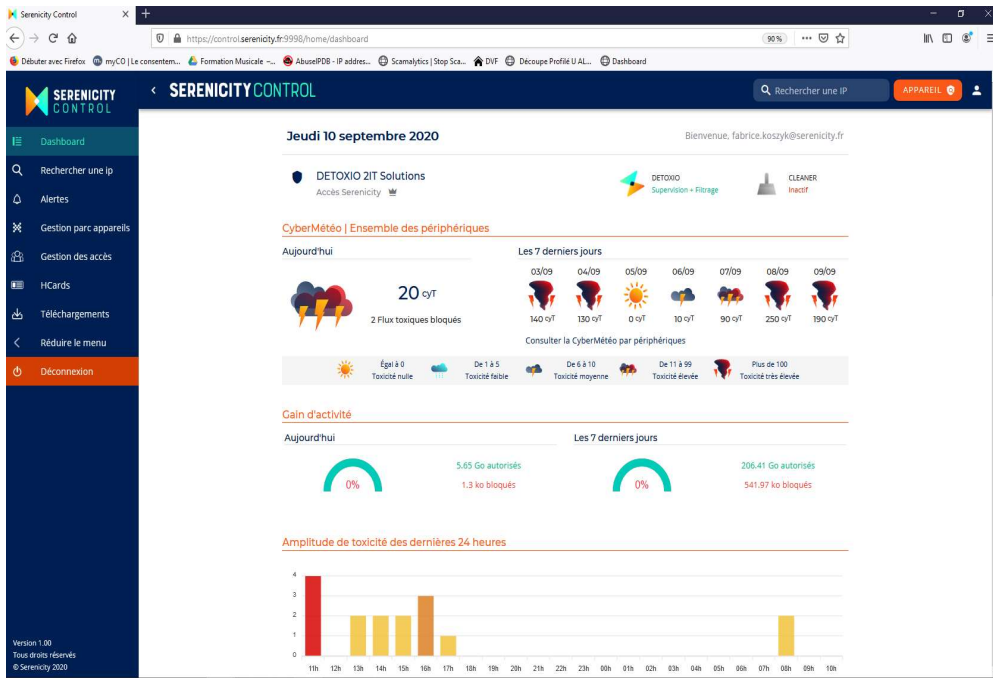 Serenicity Control
https://control.serenicity.fr:9998/home/dashboard
90 %
Débuter avec Firefox
myCO | Le consentem...
Formation Musicale –...
AbuseIPDB - IP addres...
Scamalytics | Stop Sca...
DVF
Découpe Profilé U AL...
Dashboard
SERENICITY
CONTROL
SERENICITY CONTROL
Rechercher une IP
APPAREIL
Dashboard
Rechercher une ip
Alertes
Gestion parc appareils
Gestion des accès
HCards
Téléchargements
Réduire le menu
Déconnexion
Version 1.00
Tous droits réservés
© Serenicity 2020
Jeudi 10 septembre 2020
Bienvenue, fabrice.koszyk@serenicity.fr
DETOXIO 2IT Solutions
Accès Serenicity
DETOXIO
Supervision + Filtrage
CLEANER
Inactif
CyberMétéo | Ensemble des périphériques
Aujourd'hui
20 cyT
2 Flux toxiques bloqués
Les 7 derniers jours
03/09 04/09 05/09 06/09 07/09 08/09 09/09
140 cyT 130 cyT 0 cyT 10 cyT 90 cyT 250 cyT 190 cyT
Consulter la CyberMétéo par périphériques
Égal à 0 De 1 à 5 De 6 à 10 De 11 à 99 Plus de 100
Toxicité nulle Toxicité faible Toxicité moyenne Toxicité élevée Toxicité très élevée
Gain d'activité
Aujourd'hui
0%
5.65 Go autorisés
1.3 ko bloqués
Les 7 derniers jours
0%
206.41 Go autorisés
541.97 ko bloqués
Amplitude de toxicité des dernières 24 heures
4
3
2
1
0
11h 12h 13h 14h 15h 16h 17h 18h 19h 20h 21h 22h 23h 00h 01h 02h 03h 04h 05h 06h 07h 08h 09h 10h